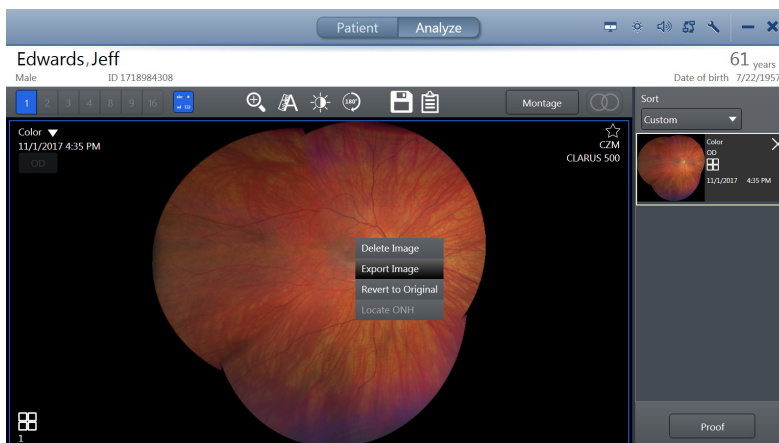 Patient Analyze
Edwards, Jeff
61 years
Male ID 1718984308
Date of birth 7/22/1957
1 2 3 4 8 9 16
180°
Montage
Sort
Custom
Color
11/1/2017 4:35 PM
OD
CZM
CLARUS 500
Color
OD
11/1/2017 4:35 PM
Delete Image
Export Image
Revert to Original
Locate ONH
1
Proof